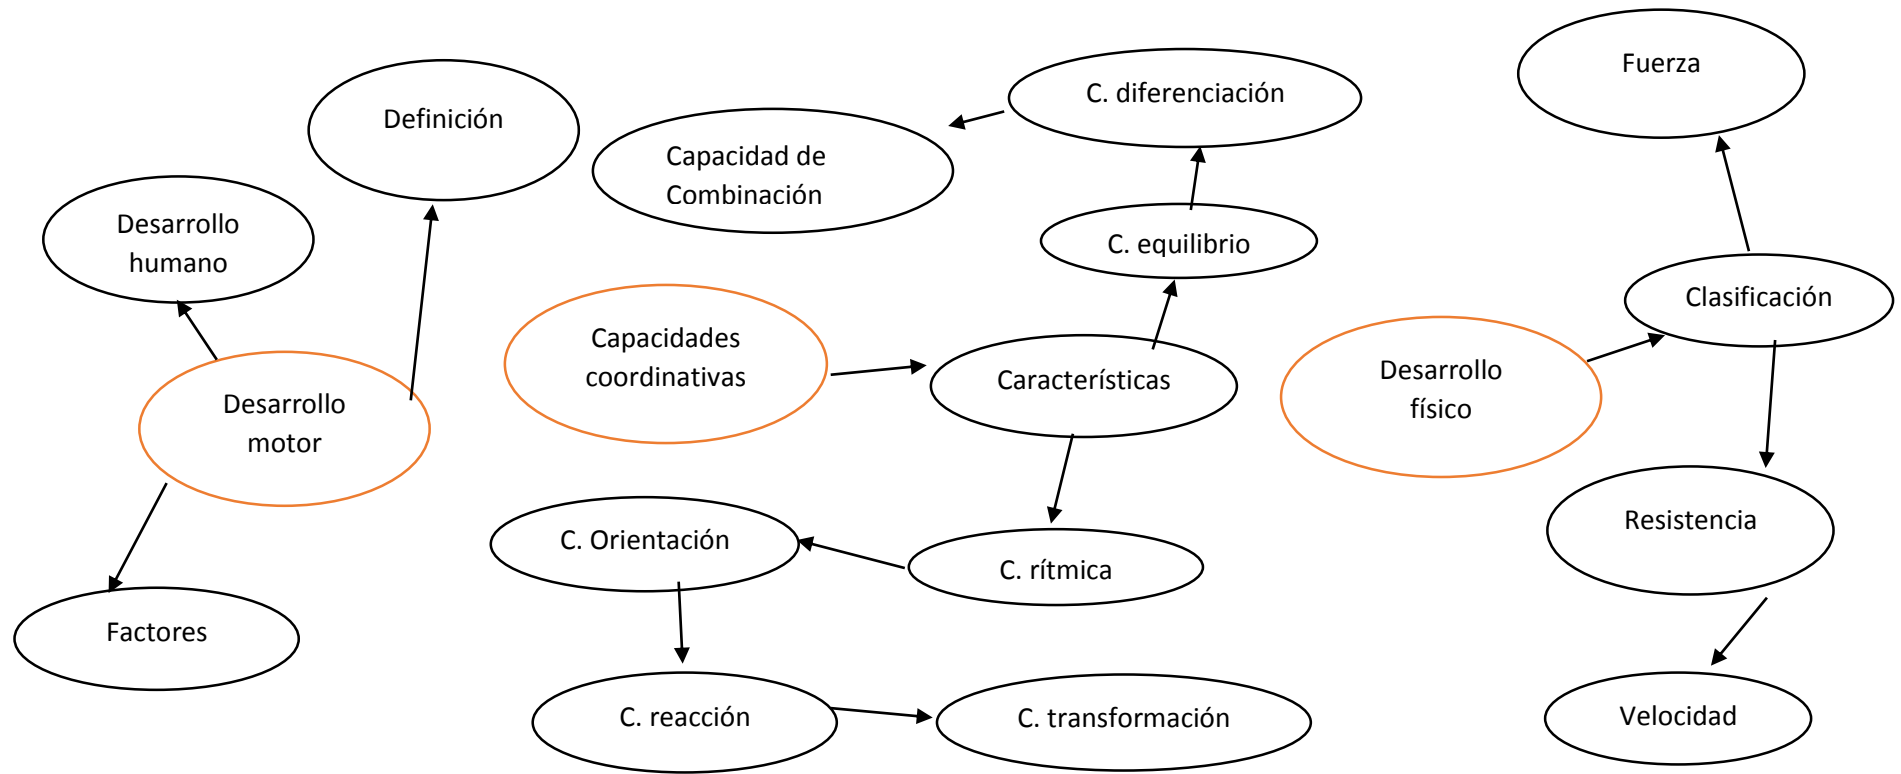 Definición
Desarrollo
humano
Desarrollo
motor
Factores
C. diferenciación
Capacidad de
Combinación
C. equilibrio
Capacidades
coordinativas
Características
C. Orientación
C. rítmica
C. reacción
C. transformación
Fuerza
Clasificación
Desarrollo
físico
Resistencia
Velocidad